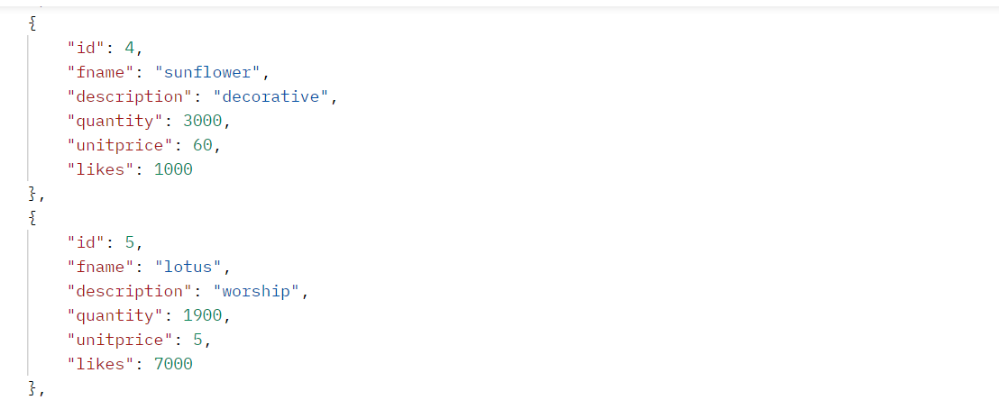 {
"id": 4,
"fname": "sunflower",
"description": "decorative",
"quantity": 3000,
"unitprice": 60,
"likes": 1000
},
{
"id": 5,
"fname": "lotus",
"description": "worship",
"quantity": 1900,
"unitprice": 5,
"likes": 7000
},